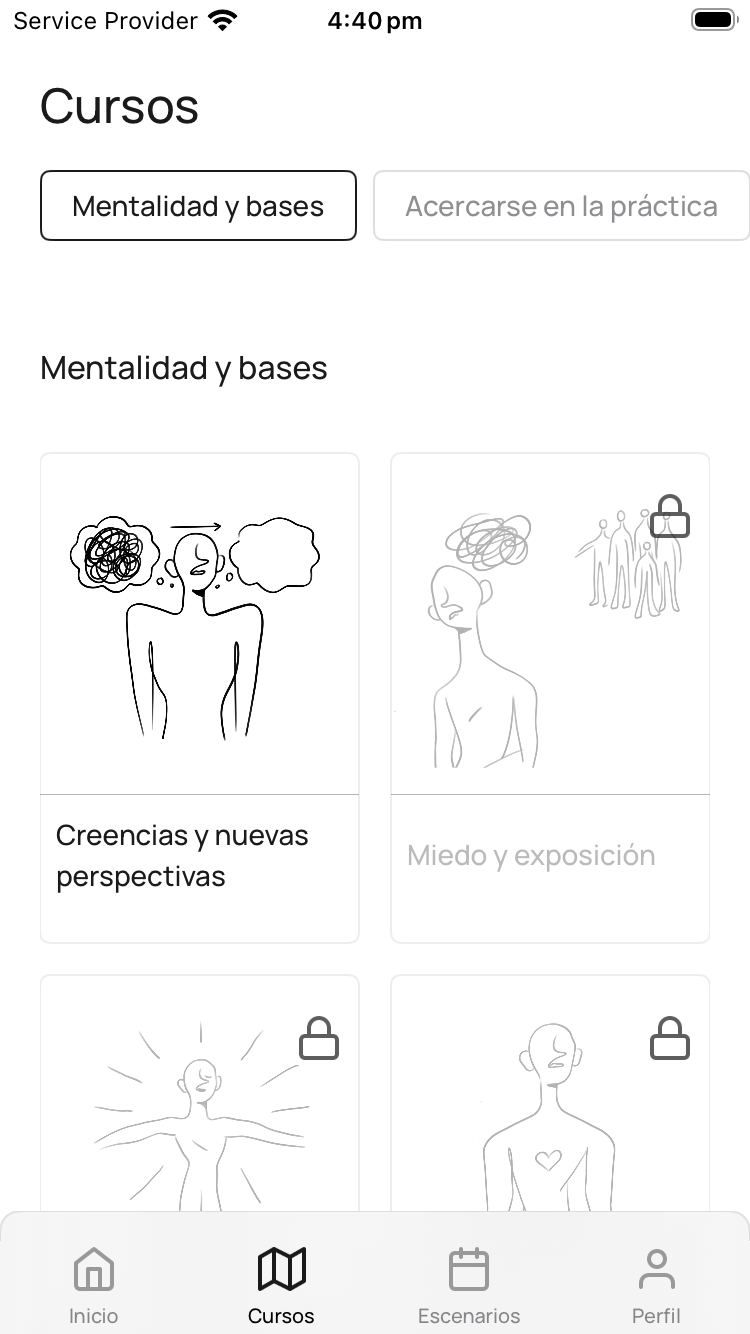 Service Provider 4:40 pm
Cursos
Mentalidad y bases Acercarse en la práctica
Mentalidad y bases
Creencias y nuevas
perspectivas
Miedo y exposición
Inicio Cursos Escenarios Perfil